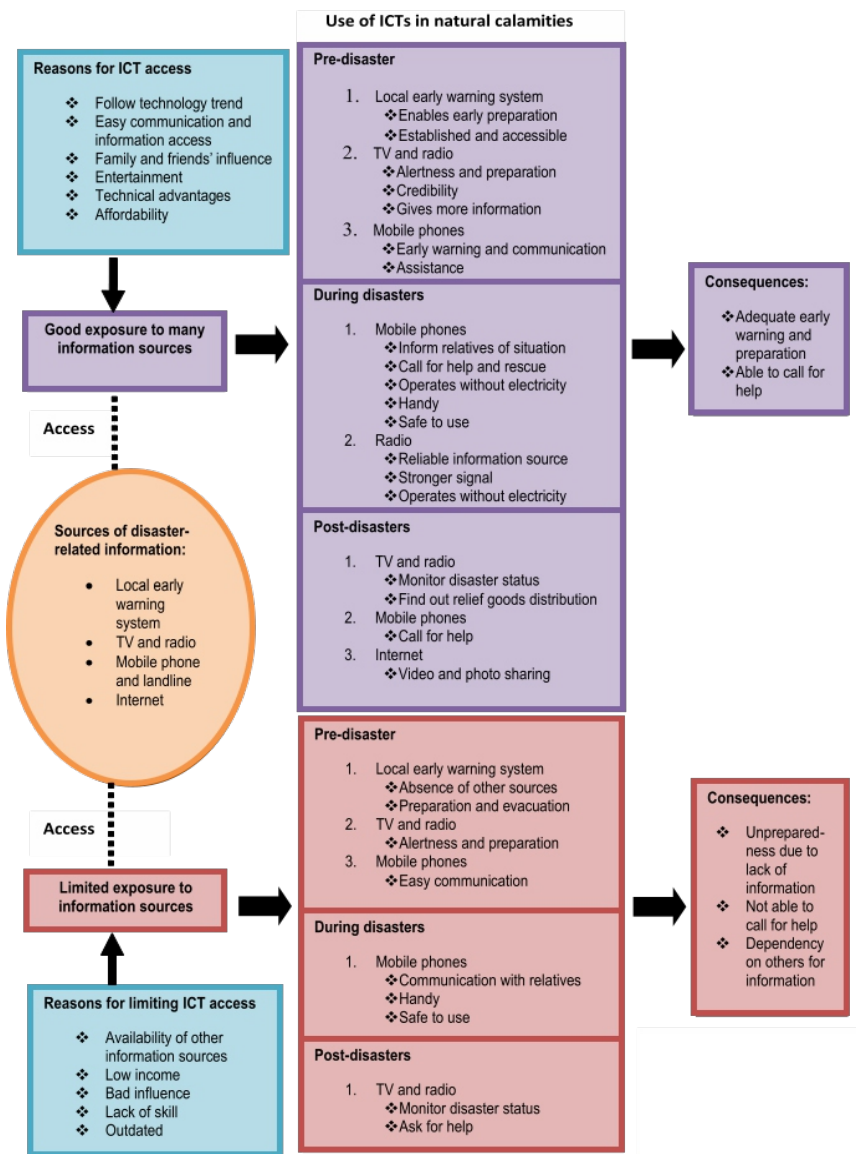 Use of ICTs in natural calamities
Reasons for ICT access
❖ Follow technology trend
❖ Easy communication and
information access
❖ Family and friends' influence
❖ Entertainment
❖ Technical advantages
❖ Affordability
Good exposure to many
information sources
Access
Sources of disaster-
related information:
• Local early
warning
system
• TV and radio
• Mobile phone
and landline
• Internet
Access
Limited exposure to
information sources
Reasons for limiting ICT access
❖ Availability of other
information sources
❖ Low income
❖ Bad influence
❖ Lack of skill
❖ Outdated
Pre-disaster
1. Local early warning system
❖Enables early preparation
❖Established and accessible
2. TV and radio
❖Alertness and preparation
❖Credibility
❖Gives more information
3. Mobile phones
❖Early warning and communication
❖Assistance
During disasters
1. Mobile phones
❖Inform relatives of situation
❖Call for help and rescue
❖Operates without electricity
❖Handy
❖Safe to use
2. Radio
❖Reliable information source
❖Stronger signal
❖Operates without electricity
Post-disasters
1. TV and radio
❖Monitor disaster status
❖Find out relief goods distribution
2. Mobile phones
❖Call for help
3. Internet
❖Video and photo sharing
Pre-disaster
1. Local early warning system
❖Absence of other sources
❖Preparation and evacuation
2. TV and radio
❖Alertness and preparation
3. Mobile phones
❖Easy communication
During disasters
1. Mobile phones
❖Communication with relatives
❖Handy
❖Safe to use
Post-disasters
1. TV and radio
❖Monitor disaster status
❖Ask for help
Consequences:
❖Adequate early
warning and
preparation
❖Able to call for
help
Consequences:
❖ Unprepared-
ness due to
lack of
information
❖ Not able to
call for help
❖ Dependency
on others for
information